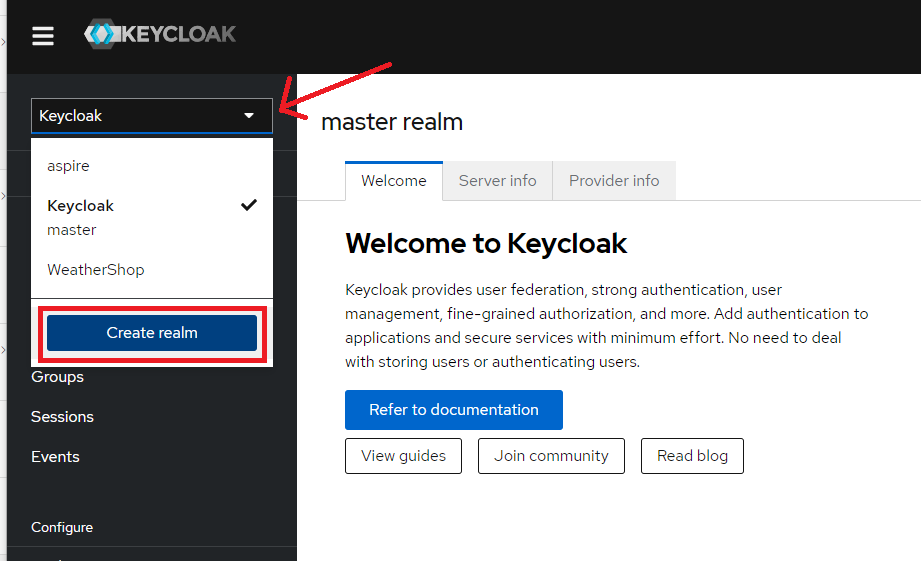 KEYCLOAK
Keycloak
aspire
Keycloak
master
WeatherShop
Create realm
Groups
Sessions
Events
Configure
master realm
Welcome
Server info
Provider info
Welcome to Keycloak
Keycloak provides user federation, strong authentication, user
management, fine-grained authorization, and more. Add authentication to
applications and secure services with minimum effort. No need to deal
with storing users or authenticating users.
Refer to documentation
View guides
Join community
Read blog